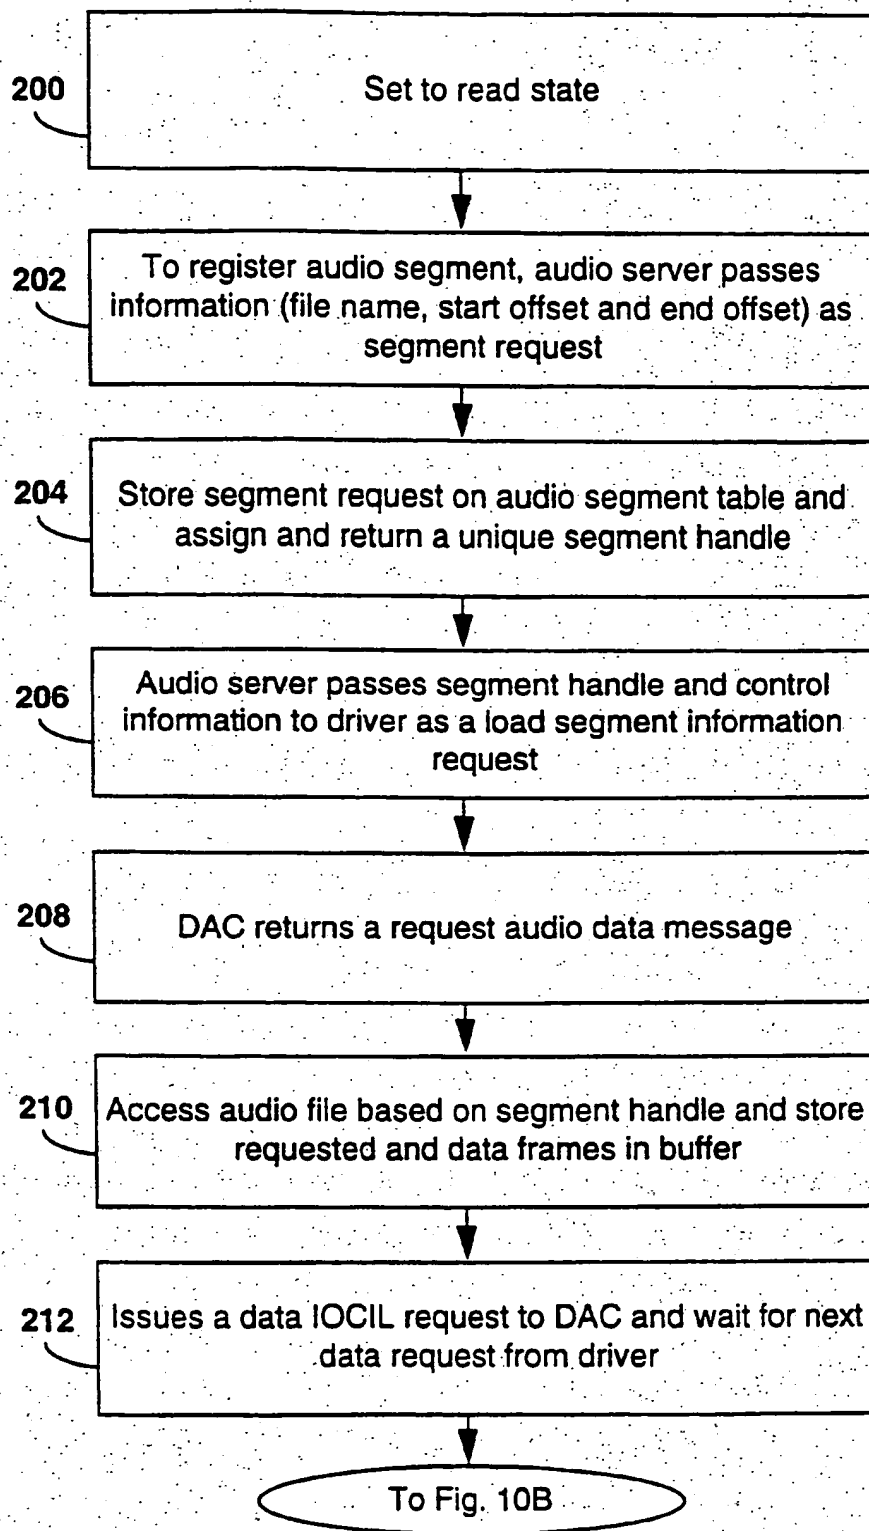 200
Set to read state
202
To register audio segment, audio server passes
information (file name, start offset and end offset) as
segment request
204
Store segment request on audio segment table and
assign and return a unique segment handle
206
Audio server passes segment handle and control
information to driver as a load segment information
request
208
DAC returns a request audio data message
210
Access audio file based on segment handle and store
requested and data frames in buffer
212
Issues a data IOCIL request to DAC and wait for next
data request from driver
To Fig. 10B